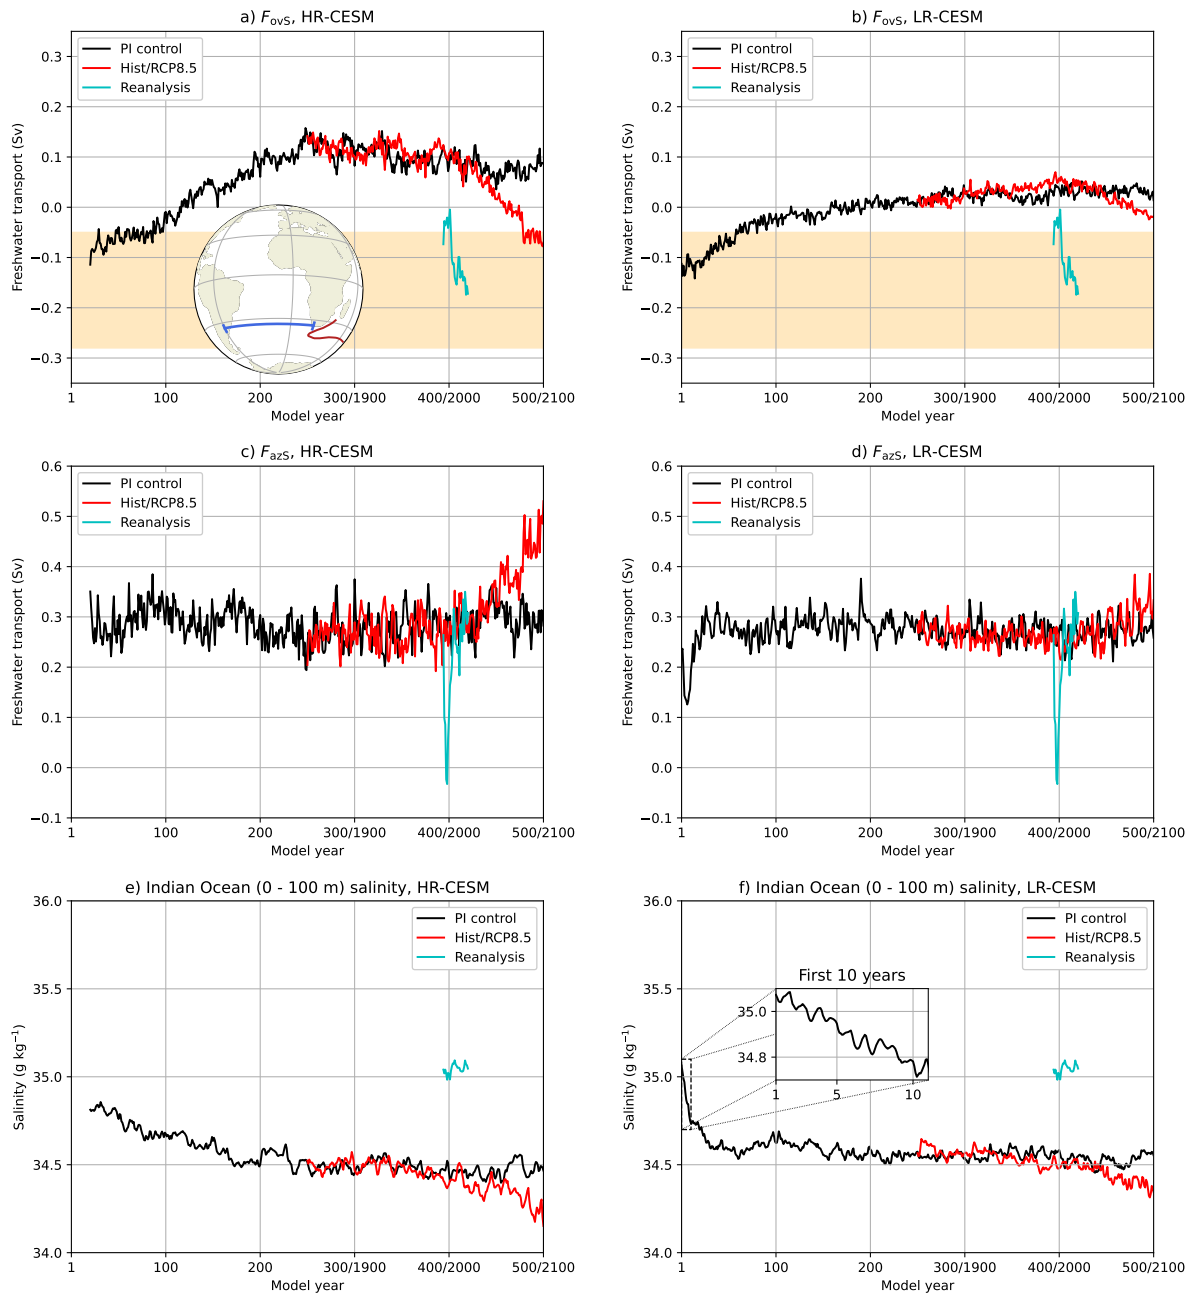 a) FovS, HR-CESM
PI control
Hist/RCP8.5
Reanalysis
0.3
0.2
0.1
0.0
−0.1
−0.2
−0.3
Freshwater transport (Sv)
1
100
200
300/1900
400/2000
500/2100
Model year
b) FovS, LR-CESM
PI control
Hist/RCP8.5
Reanalysis
0.3
0.2
0.1
0.0
−0.1
−0.2
−0.3
Freshwater transport (Sv)
1
100
200
300/1900
400/2000
500/2100
Model year
c) FazS, HR-CESM
PI control
Hist/RCP8.5
Reanalysis
0.6
0.5
0.4
0.3
0.2
0.1
0.0
−0.1
Freshwater transport (Sv)
1
100
200
300/1900
400/2000
500/2100
Model year
d) FazS, LR-CESM
PI control
Hist/RCP8.5
Reanalysis
0.6
0.5
0.4
0.3
0.2
0.1
0.0
−0.1
Freshwater transport (Sv)
1
100
200
300/1900
400/2000
500/2100
Model year
e) Indian Ocean (0 - 100 m) salinity, HR-CESM
PI control
Hist/RCP8.5
Reanalysis
36.0
35.5
35.0
34.5
34.0
Salinity (g kg⁻¹)
1
100
200
300/1900
400/2000
500/2100
Model year
f) Indian Ocean (0 - 100 m) salinity, LR-CESM
PI control
Hist/RCP8.5
Reanalysis
36.0
35.5
35.0
34.5
34.0
Salinity (g kg⁻¹)
First 10 years
35.0
34.8
1
5
10
1
100
200
300/1900
400/2000
500/2100
Model year